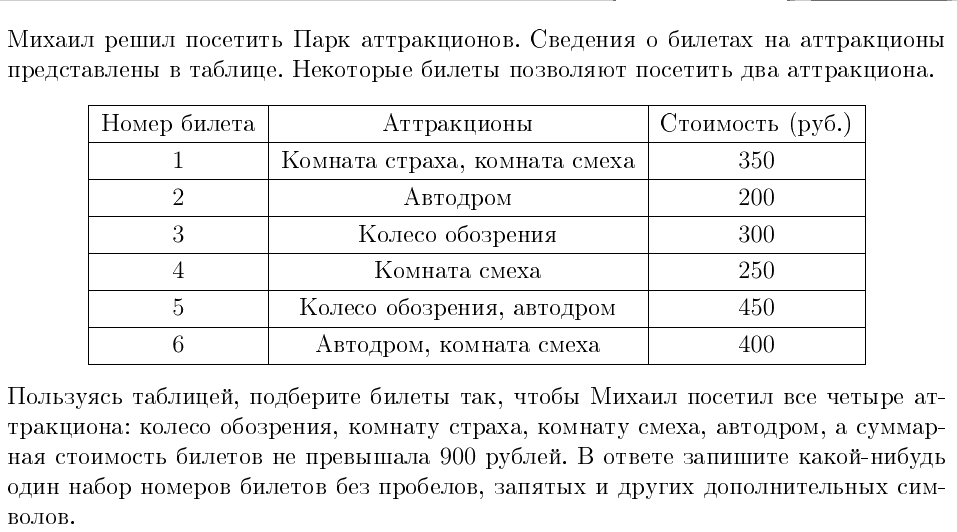 Михаил решил посетить Парк аттракционов. Сведения о билетах на аттракционы
представлены в таблице. Некоторые билеты позволяют посетить два аттракциона.
Номер билета Аттракционы Стоимость (руб.)
1 Комната страха, комната смеха 350
2 Автодром 200
3 Колесо обозрения 300
4 Комната смеха 250
5 Колесо обозрения, автодром 450
6 Автодром, комната смеха 400
Пользуясь таблицей, подберите билеты так, чтобы Михаил посетил все четыре ат-
тракциона: колесо обозрения, комнату страха, комнату смеха, автодром, а суммар-
ная стоимость билетов не превышала 900 рублей. В ответе запишите какой-нибудь
один набор номеров билетов без пробелов, запятых и других дополнительных сим-
волов.